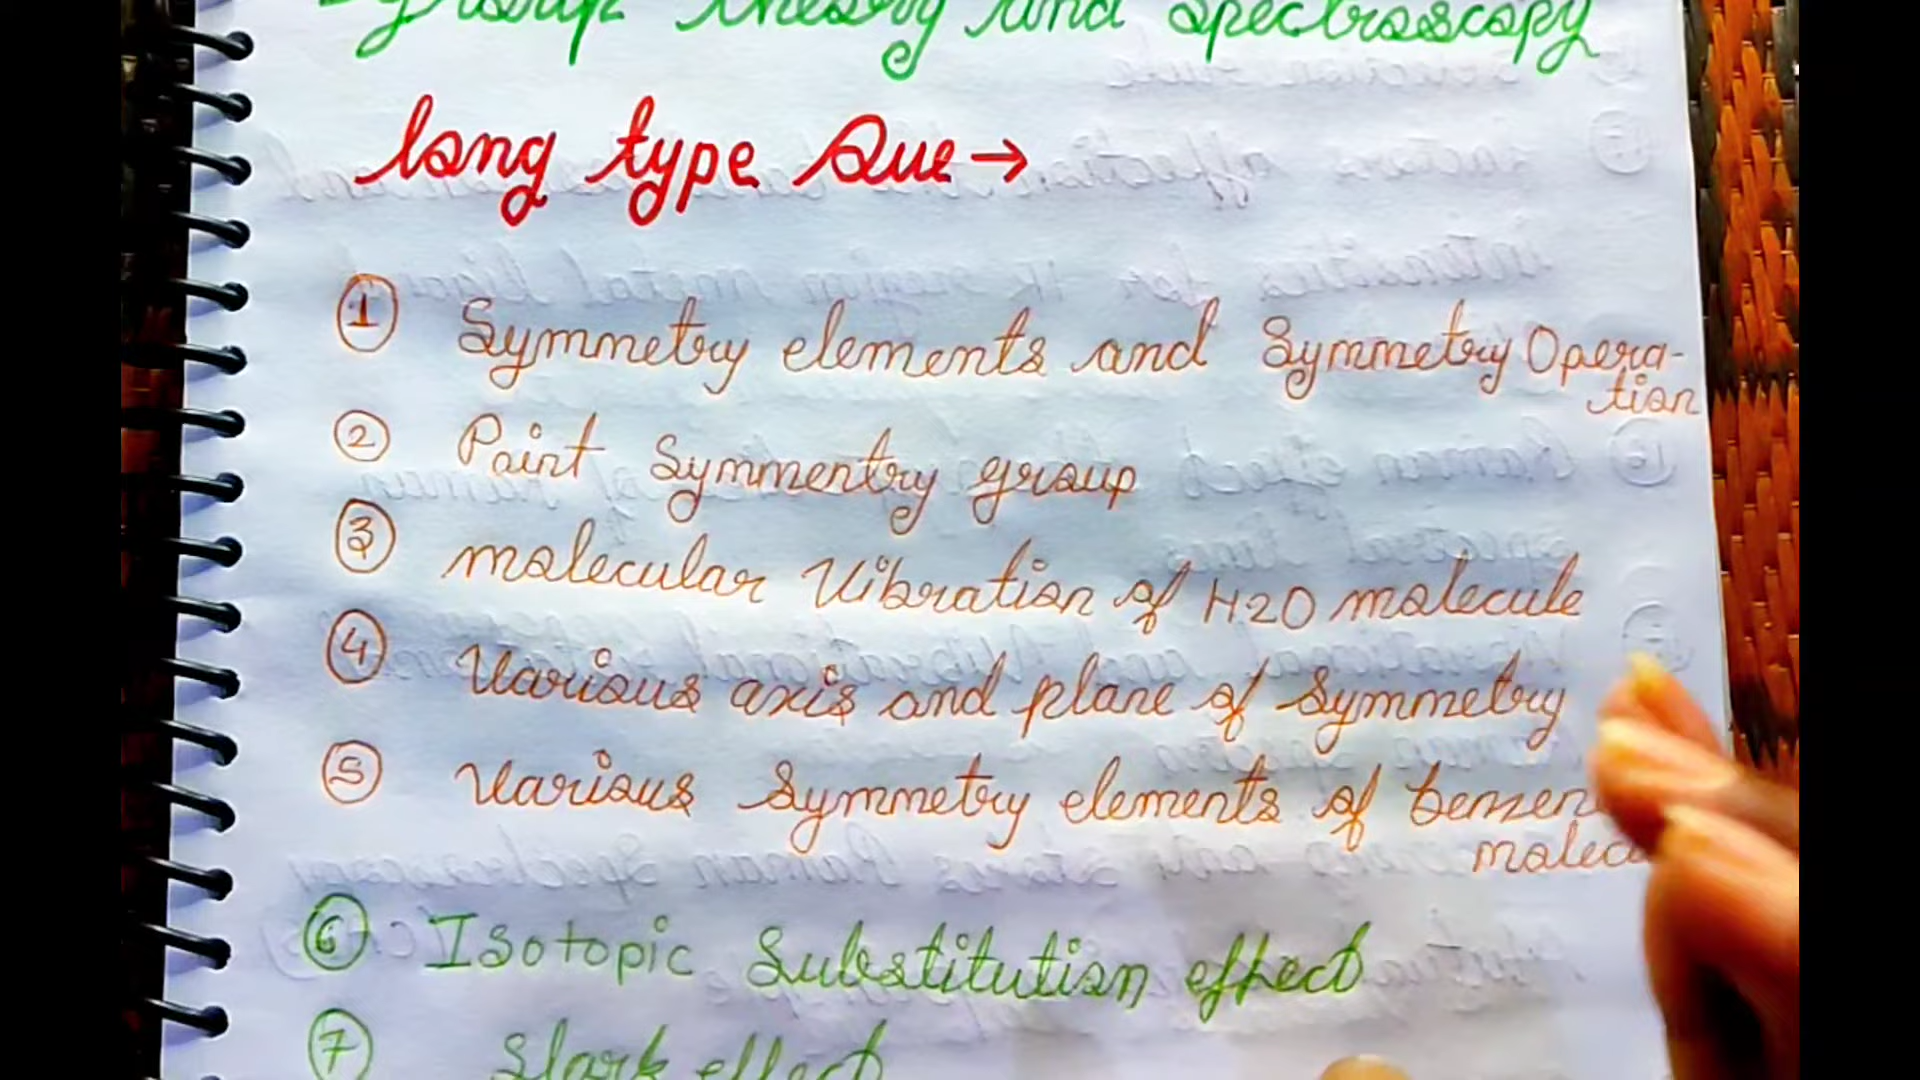 Group theory and spectroscopy
long type Que →
① Symmetry elements and Symmetry Opera-
tion
② Point Symmentry group
③ molecular Vibration of H2O molecule
④ Various axis and plane of Symmetry
⑤ Various Symmetry elements of benzen
molecu
⑥ Isotopic Substitution effect
⑦ Stark effect